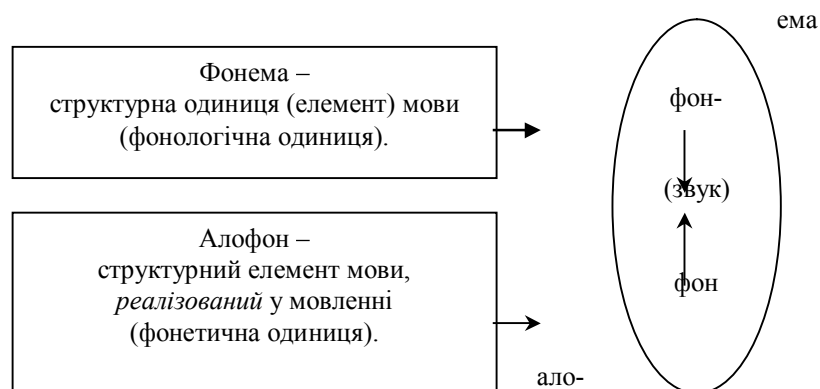 ема
Фонема –
структурна одиниця (елемент) мови
(фонологічна одиниця).
фон-
(звук)
Алофон –
структурний елемент мови,
реалізований у мовленні
(фонетична одиниця).
фон
ало-